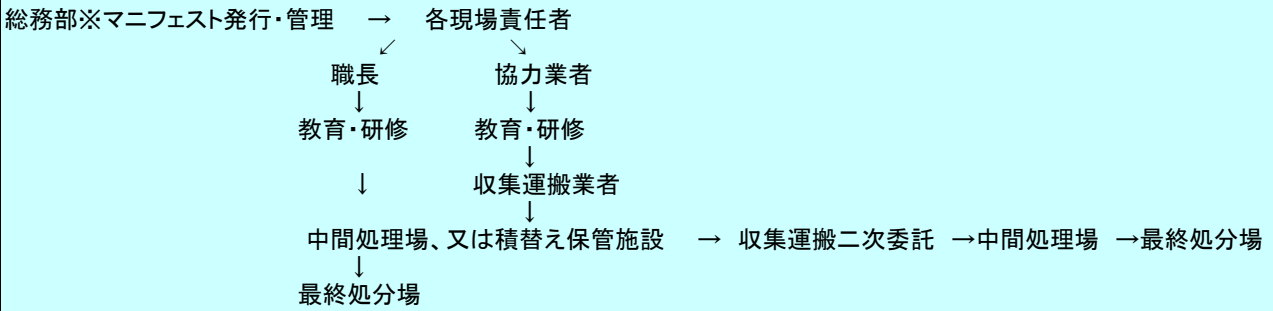 総務部※マニフェスト発行・管理　→　各現場責任者
↙　↘
職長　協力業者
↓　↓
教育・研修　教育・研修
↓
↓　収集運搬業者
↓
中間処理場、又は積替え保管施設　→　収集運搬二次委託　→中間処理場　→最終処分場
↓
最終処分場